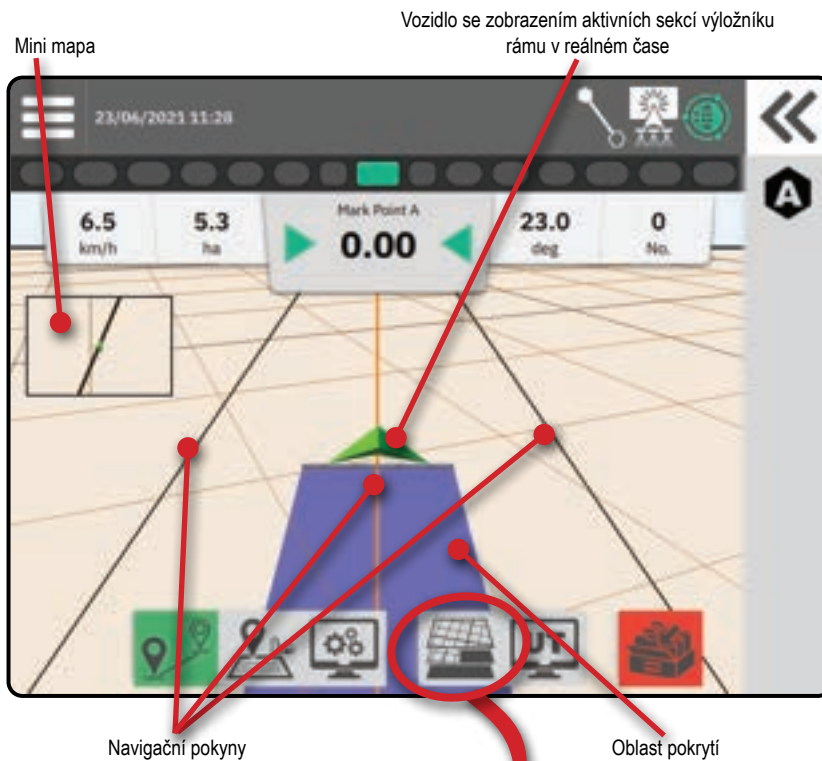 Vozidlo se zobrazením aktivních sekcí výložníku
rámu v reálném čase
Mini mapa
23/06/2021 11:28
A
6.5
km/h
5.3
ha
Mark Point A
0.00
23.0
deg
0
No.
UT
Navigační pokyny
Oblast pokrytí